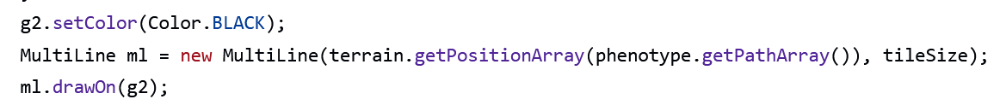 g2.setColor(Color.BLACK);
MultiLine ml = new MultiLine(terrain.getPositionArray(phenotype.getPathArray()), tileSize);
ml.drawOn(g2);